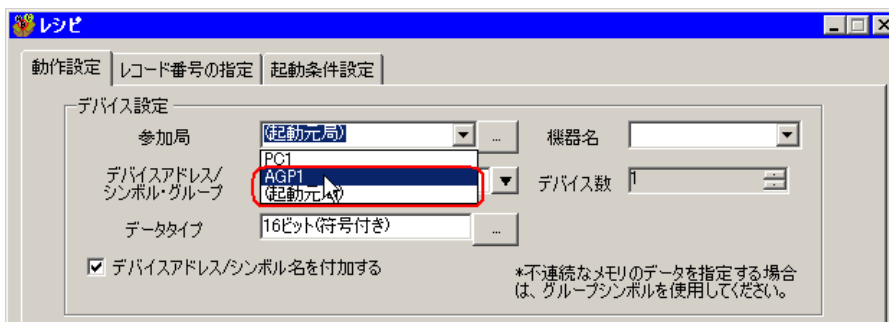 レシピ
動作設定 レコード番号の指定 起動条件設定
デバイス設定
参加局 (起動元局) ... 機器名
PC1
AGP1
(起動元局)
デバイスアドレス/
シンボル・グループ
デバイス数 1
データタイプ 16ビット(符号付き) ...
デバイスアドレス/シンボル名を付加する
*不連続なメモリのデータを指定する場合
は、グループシンボルを使用してください。